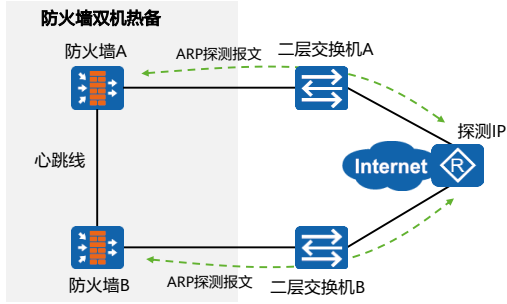 防火墙双机热备
防火墙A
ARP探测报文
二层交换机A
探测IP
心跳线
Internet
R
防火墙B
ARP探测报文
二层交换机B